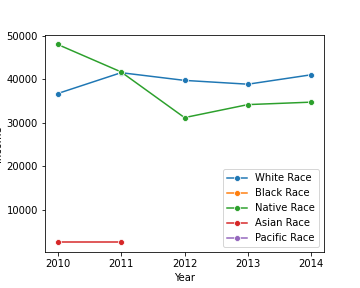 50000
40000
30000
20000
10000
2010 2011 2012 2013 2014
Year
White Race
Black Race
Native Race
Asian Race
Pacific Race